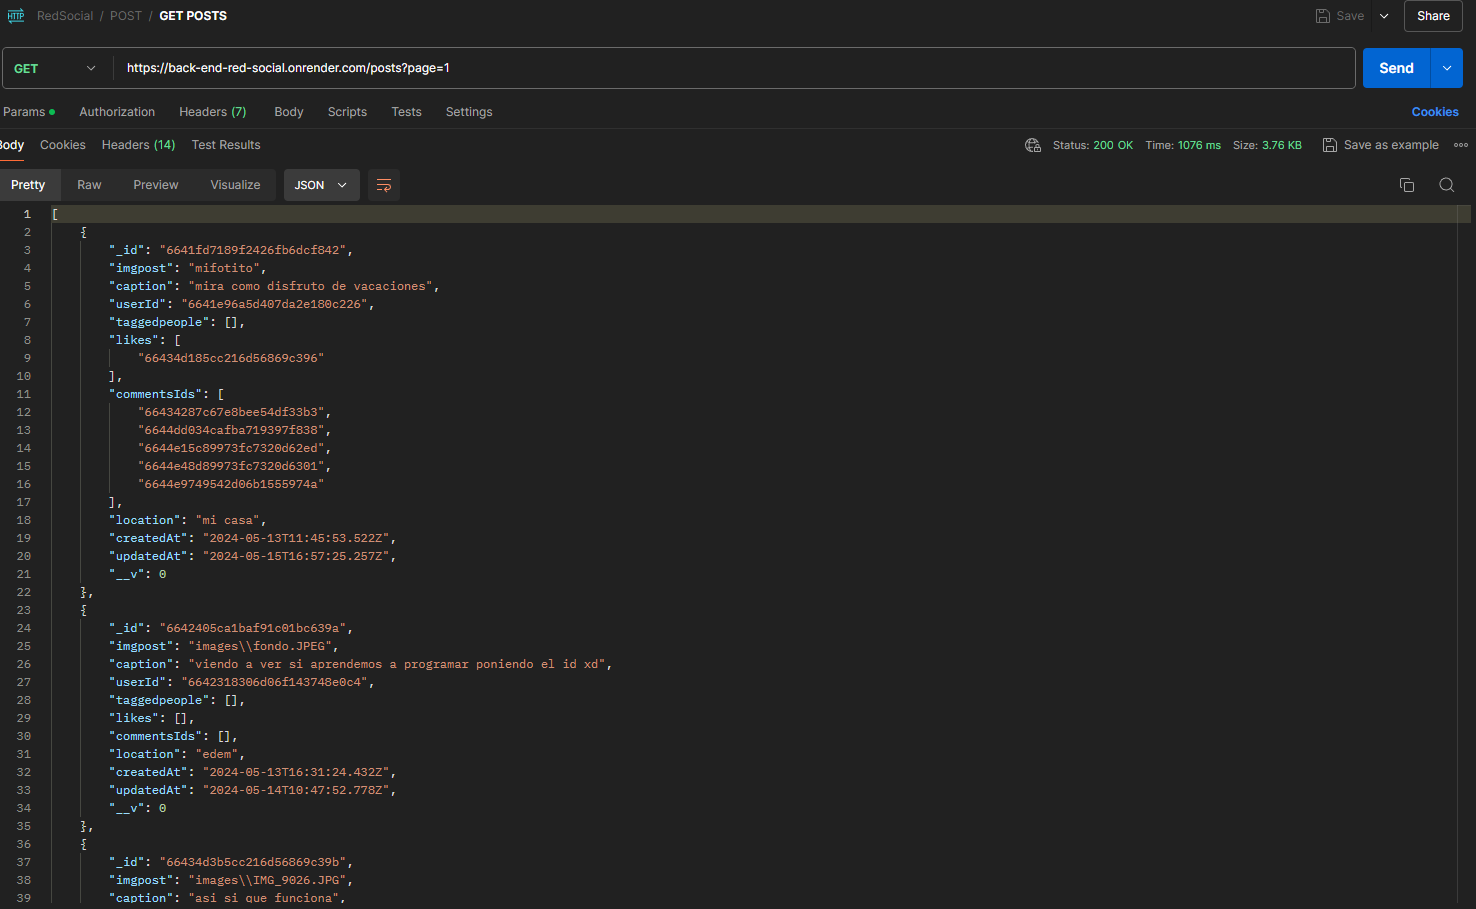 HTTP RedSocial / POST / GET POSTS Save Share
GET https://back-end-red-social.onrender.com/posts?page=1 Send
Params Authorization Headers (7) Body Scripts Tests Settings Cookies
Body Cookies Headers (14) Test Results Status: 200 OK Time: 1076 ms Size: 3.76 KB Save as example
Pretty Raw Preview Visualize JSON
1 [
2 {
3 "_id": "6641fd7189f2426fb6dcf842",
4 "imgpost": "mifotito",
5 "caption": "mira como disfruto de vacaciones",
6 "userId": "6641e96a5d407da2e180c226",
7 "taggedpeople": [],
8 "likes": [
9 "66434d185cc216d56869c396"
10 ],
11 "commentsIds": [
12 "66434287c67e8bee54df33b3",
13 "6644dd034cafba719397f838",
14 "6644e15c89973fc7320d62ed",
15 "6644e48d89973fc7320d6301",
16 "6644e9749542d06b1555974a"
17 ],
18 "location": "mi casa",
19 "createdAt": "2024-05-13T11:45:53.522Z",
20 "updatedAt": "2024-05-15T16:57:25.257Z",
21 "__v": 0
22 },
23 {
24 "_id": "6642405ca1baf91c01bc639a",
25 "imgpost": "images\\fondo.JPEG",
26 "caption": "viendo a ver si aprendemos a programar poniendo el id xd",
27 "userId": "6642318306d06f143748e0c4",
28 "taggedpeople": [],
29 "likes": [],
30 "commentsIds": [],
31 "location": "edem",
32 "createdAt": "2024-05-13T16:31:24.432Z",
33 "updatedAt": "2024-05-14T10:47:52.778Z",
34 "__v": 0
35 },
36 {
37 "_id": "66434d3b5cc216d56869c39b",
38 "imgpost": "images\\IMG_9026.JPG",
39 "caption": "asi si que funciona",